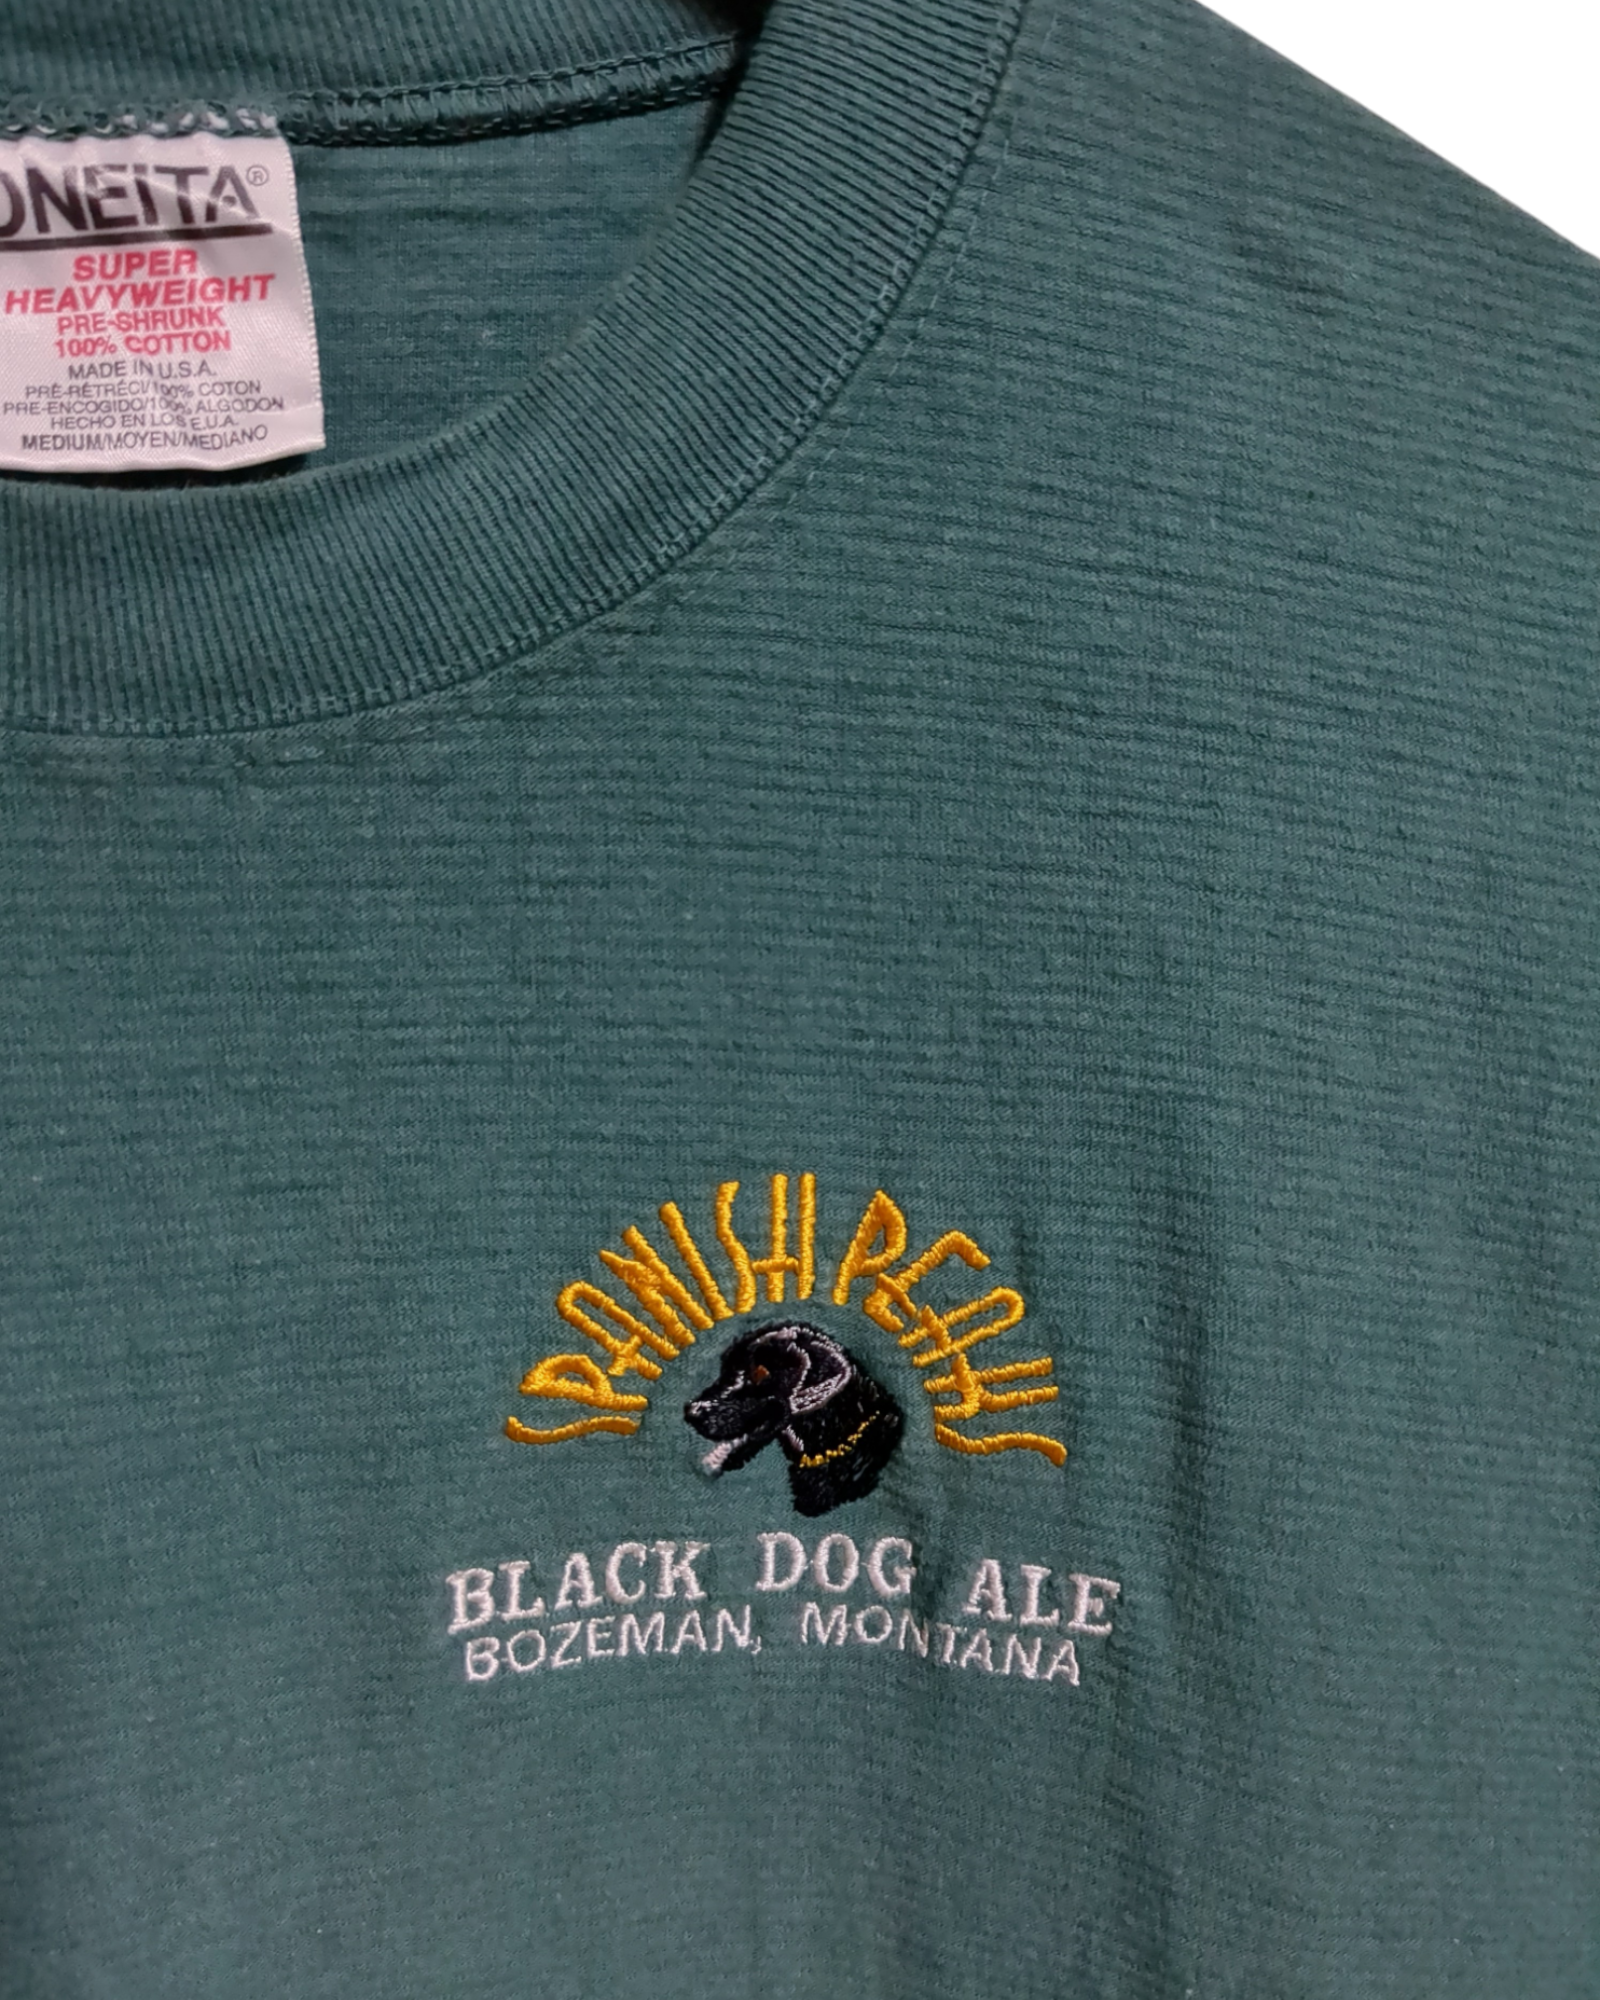 ONEITA®
SUPER
HEAVYWEIGHT
PRE-SHRUNK
100% COTTON
MADE IN U.S.A.
PRÉ-RÉTRÉCI/100% COTON
PRE-ENCOGIDO/100% ALGODON
HECHO EN LOS E.U.A.
MEDIUM/MOYEN/MEDIANO
SPANISH PEAKS
BLACK DOG ALE
BOZEMAN, MONTANA